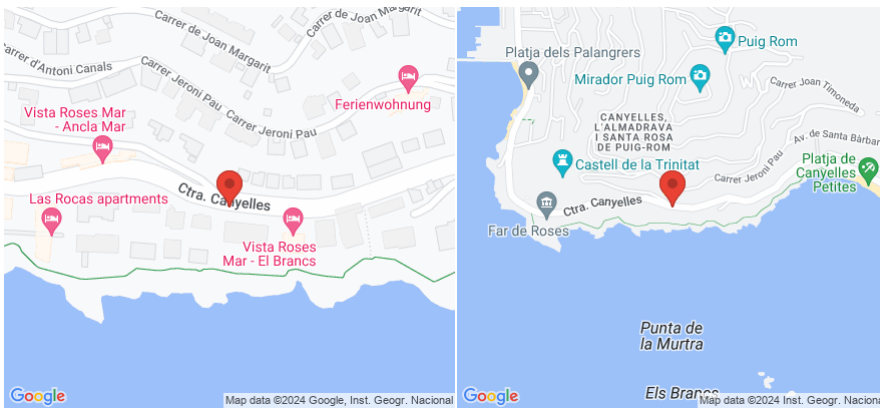 Carrer de Joan Margarit
Carrer de Joan Margarit
Carrer d'Antoni Canals
Carrer Jeroni Pau
Ferienwohnung
Vista Roses Mar
- Ancla Mar
Carrer Jeroni Pau
Las Rocas apartments
Ctra. Canyelles
Vista Roses
Mar - El Brancs
Google
Map data ©2024 Google, Inst. Geogr. Nacional
Puig Rom
Platja dels Palangrers
Mirador Puig Rom
Carrer Joan Timoneda
CANYELLES,
L'ALMADRAVA
I SANTA ROSA
DE PUIG-ROM
Av. de Santa Bàrbar
Castell de la Trinitat
Carrer Jeroni Pau
Platja de
Canyelles
Petites
Ctra. Canyelles
Far de Roses
Punta de
la Murtra
Els Brancs
Google
Map data ©2024 Google, Inst. Geogr. Naciona